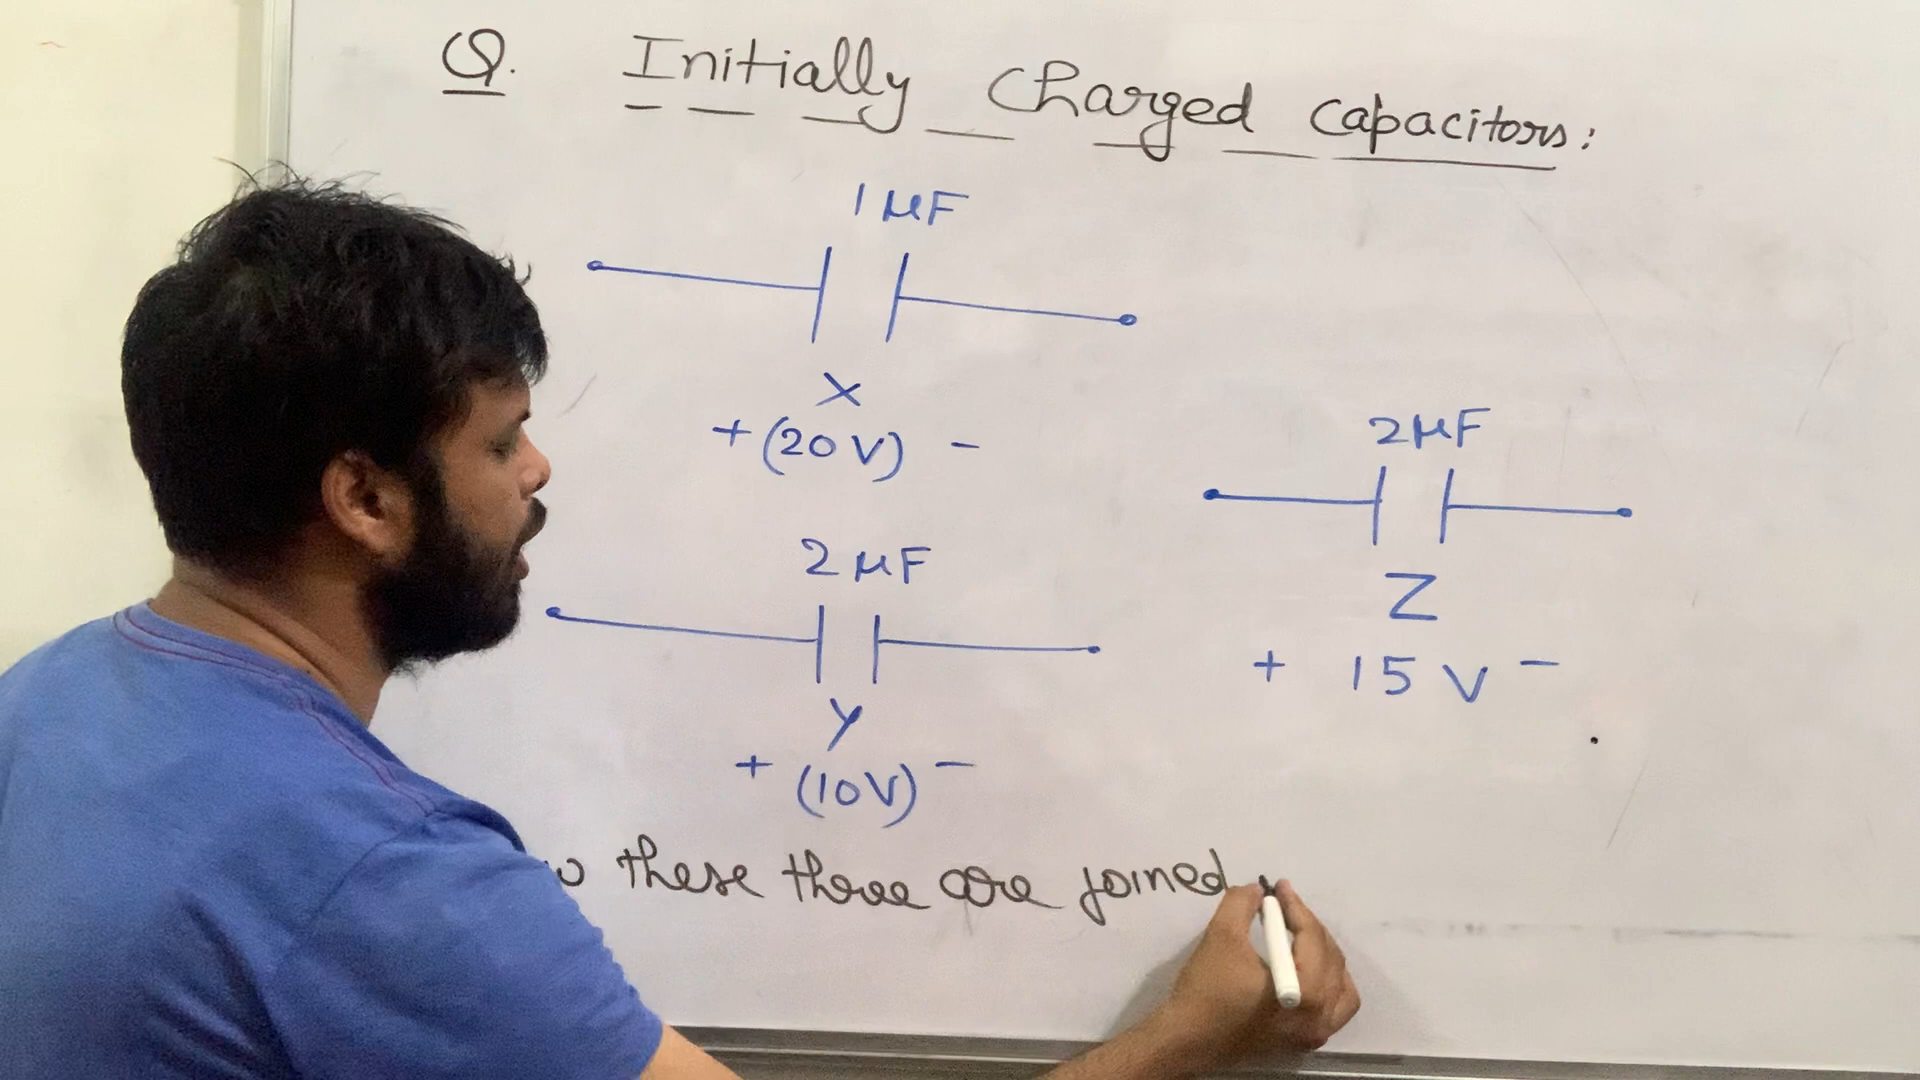 Q. Initially Charged Capacitors:
1 μF
X
+ (20 V) -
2 μF
Y
+ (10V) -
2 μF
Z
+ 15 V -
these three are joined